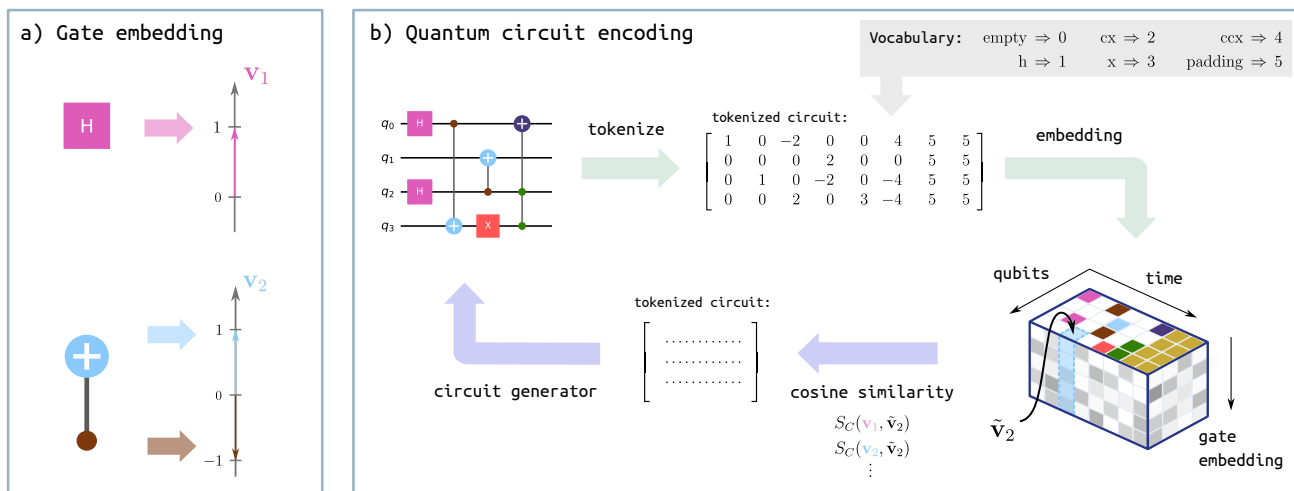 a) Gate embedding
v₁
H
1
0
v₂
1
0
−1
b) Quantum circuit encoding
Vocabulary: empty ⇒ 0 cx ⇒ 2 ccx ⇒ 4
h ⇒ 1 x ⇒ 3 padding ⇒ 5
q₀ H
q₁
q₂ H
q₃ X
tokenize
tokenized circuit:
1 0 −2 0 0 4 5 5
0 0 0 2 0 0 5 5
0 1 0 −2 0 −4 5 5
0 0 2 0 3 −4 5 5
embedding
qubits
time
ṽ₂
gate
embedding
cosine similarity
S_C(v₁, ṽ₂)
S_C(v₂, ṽ₂)
⋮
tokenized circuit:
............
............
............
circuit generator